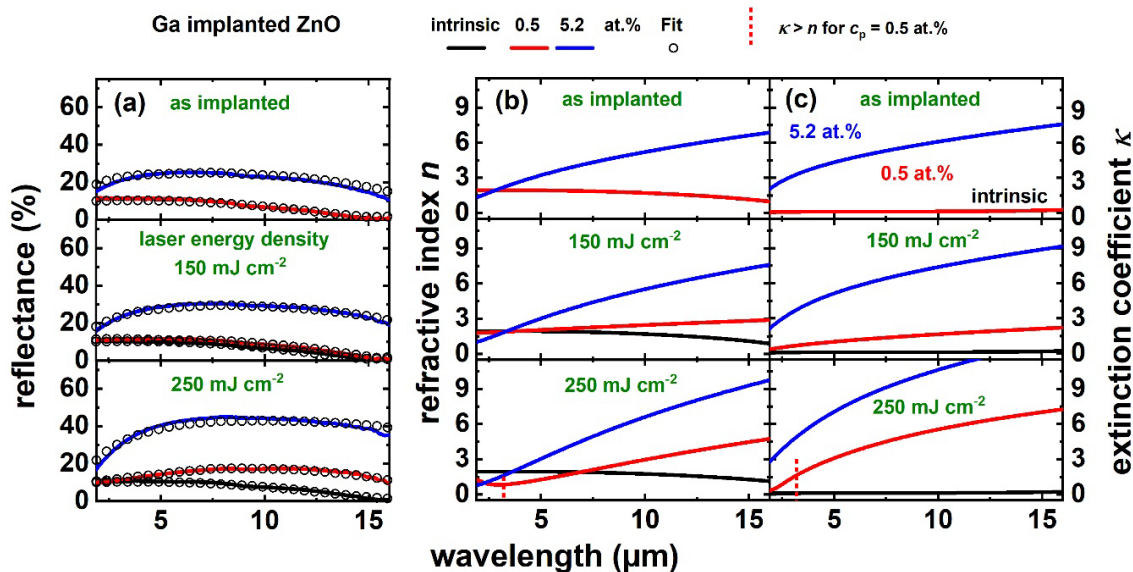 Ga implanted ZnO
intrinsic 0.5 5.2 at.% Fit
κ > n for cp = 0.5 at.%
(a)
as implanted
60
40
20
0
laser energy density
150 mJ cm-2
60
40
20
0
250 mJ cm-2
60
40
20
0
5 10 15
reflectance (%)
(b)
as implanted
9
6
3
0
150 mJ cm-2
9
6
3
0
250 mJ cm-2
9
6
3
0
5 10 15
refractive index n
(c)
as implanted
5.2 at.%
0.5 at.%
intrinsic
9
6
3
0
150 mJ cm-2
9
6
3
0
250 mJ cm-2
9
6
3
0
5 10 15
extinction coefficient κ
wavelength (µm)